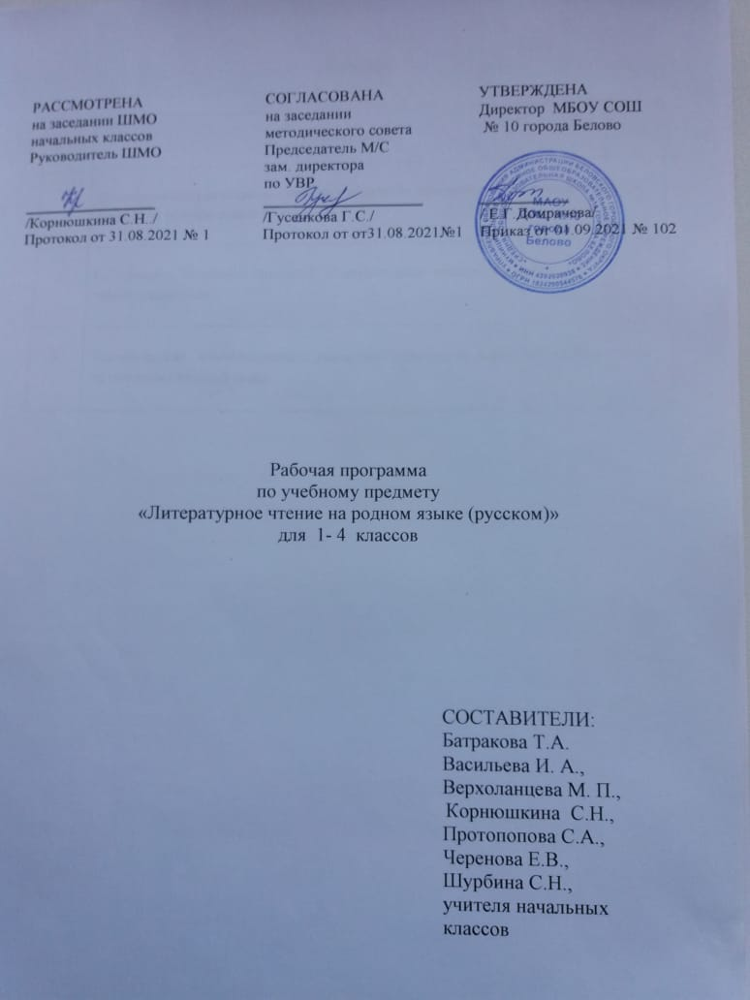 РАССМОТРЕНА
на заседании ШМО
начальных классов
Руководитель ШМО
/Корнюшкина С.Н../
Протокол от 31.08.2021 № 1
СОГЛАСОВАНА
на заседании
методического совета
Председатель М/С
зам. директора
по УВР
/Гусенкова Г.С./
Протокол от от31.08.2021№1
УТВЕРЖДЕНА
Директор МБОУ СОШ
№ 10 города Белово
/ Е.Г.Домрачева/
Приказ от 01.09.2021 № 102
города
Белово
Рабочая программа
по учебному предмету
«Литературное чтение на родном языке (русском)»
для 1- 4 классов
СОСТАВИТЕЛИ:
Батракова Т.А.
Васильева И. А.,
Верхоланцева М. П.,
Корнюшкина С.Н.,
Протопопова С.А.,
Черенова Е.В.,
Шурбина С.Н.,
учителя начальных
классов